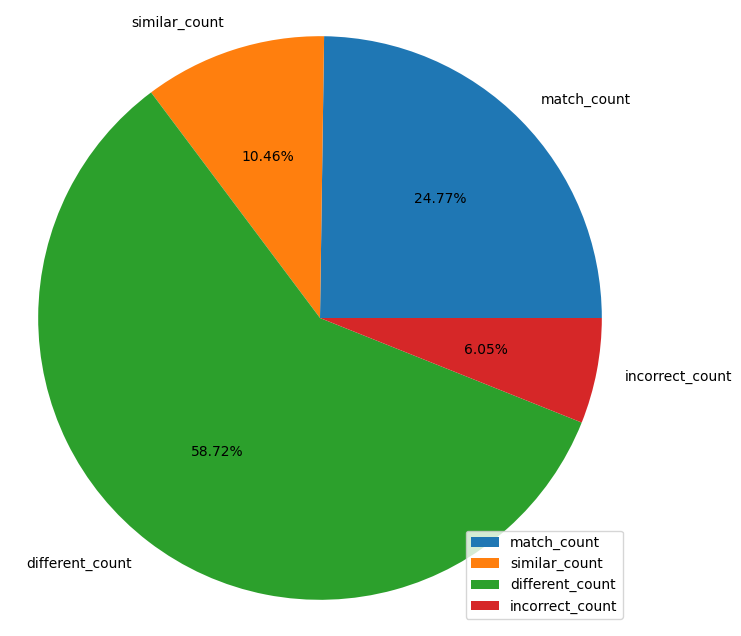 similar_count
match_count
10.46%
24.77%
6.05%
incorrect_count
58.72%
different_count
match_count
similar_count
different_count
incorrect_count